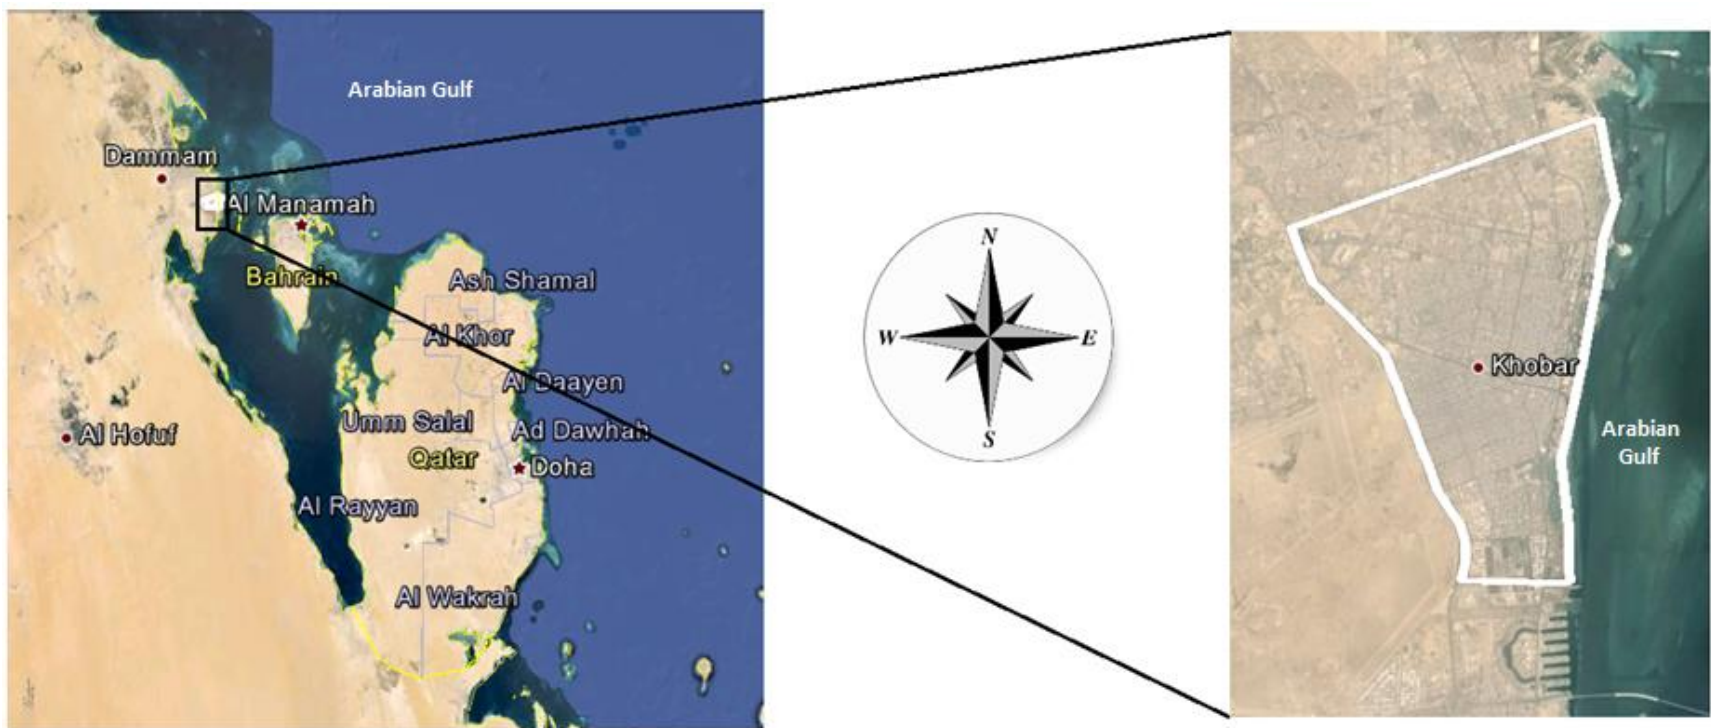 Arabian Gulf
Dammam
Al Manamah
Bahrain
Ash Shamal
Al Khor
Al Daayen
Umm Salal
Ad Dawhah
Al Hofuf
Qatar
Doha
Al Rayyan
Al Wakrah
N
W
E
S
Khobar
Arabian
Gulf